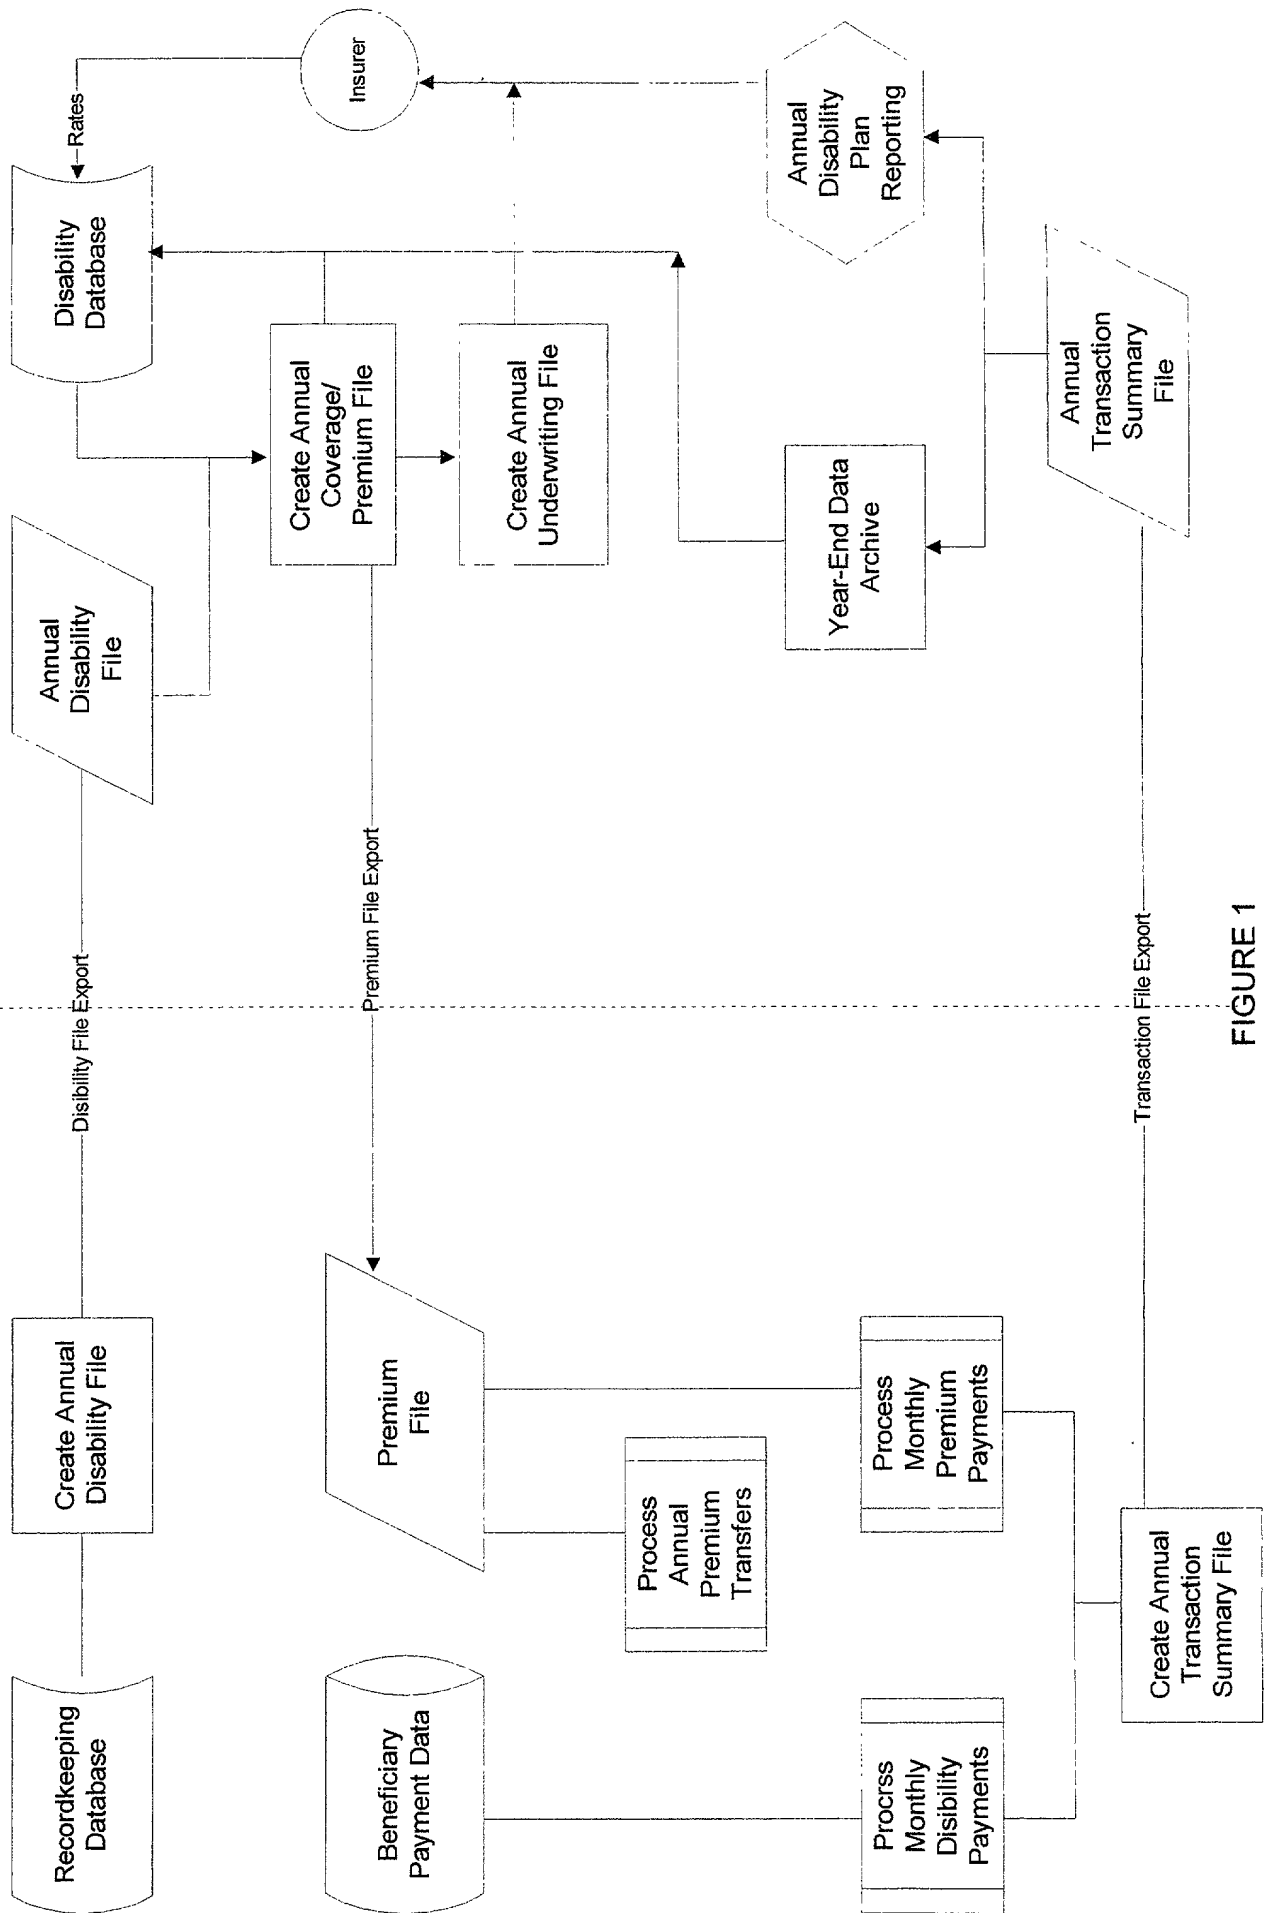 Recordkeeping
Database
Create Annual
Disability File
Disibility File Export
Annual
Disability
File
Disability
Database
Rates
Insurer
Beneficiary
Payment Data
Premium
File
Premium File Export
Create Annual
Coverage/
Premium File
Create Annual
Underwriting File
Process
Annual
Premium
Transfers
Procrss
Monthly
Disibility
Payments
Process
Monthly
Premium
Payments
Year-End Data
Archive
Annual
Disability
Plan
Reporting
Create Annual
Transaction
Summary File
Transaction File Export
Annual
Transaction
Summary
File
FIGURE 1